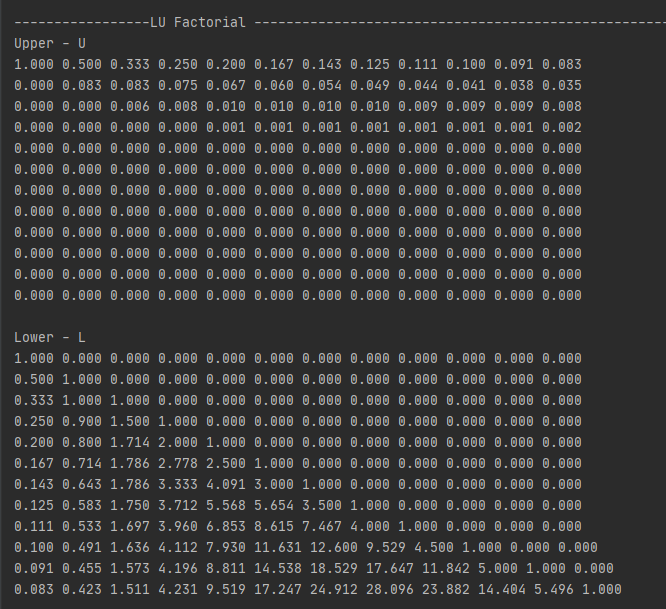 -----------------LU Factorial ----------------------------------------------------
Upper - U
1.000 0.500 0.333 0.250 0.200 0.167 0.143 0.125 0.111 0.100 0.091 0.083
0.000 0.083 0.083 0.075 0.067 0.060 0.054 0.049 0.044 0.041 0.038 0.035
0.000 0.000 0.006 0.008 0.010 0.010 0.010 0.010 0.009 0.009 0.009 0.008
0.000 0.000 0.000 0.000 0.001 0.001 0.001 0.001 0.001 0.001 0.001 0.002
0.000 0.000 0.000 0.000 0.000 0.000 0.000 0.000 0.000 0.000 0.000 0.000
0.000 0.000 0.000 0.000 0.000 0.000 0.000 0.000 0.000 0.000 0.000 0.000
0.000 0.000 0.000 0.000 0.000 0.000 0.000 0.000 0.000 0.000 0.000 0.000
0.000 0.000 0.000 0.000 0.000 0.000 0.000 0.000 0.000 0.000 0.000 0.000
0.000 0.000 0.000 0.000 0.000 0.000 0.000 0.000 0.000 0.000 0.000 0.000
0.000 0.000 0.000 0.000 0.000 0.000 0.000 0.000 0.000 0.000 0.000 0.000
0.000 0.000 0.000 0.000 0.000 0.000 0.000 0.000 0.000 0.000 0.000 0.000
0.000 0.000 0.000 0.000 0.000 0.000 0.000 0.000 0.000 0.000 0.000 0.000
Lower - L
1.000 0.000 0.000 0.000 0.000 0.000 0.000 0.000 0.000 0.000 0.000 0.000
0.500 1.000 0.000 0.000 0.000 0.000 0.000 0.000 0.000 0.000 0.000 0.000
0.333 1.000 1.000 0.000 0.000 0.000 0.000 0.000 0.000 0.000 0.000 0.000
0.250 0.900 1.500 1.000 0.000 0.000 0.000 0.000 0.000 0.000 0.000 0.000
0.200 0.800 1.714 2.000 1.000 0.000 0.000 0.000 0.000 0.000 0.000 0.000
0.167 0.714 1.786 2.778 2.500 1.000 0.000 0.000 0.000 0.000 0.000 0.000
0.143 0.643 1.786 3.333 4.091 3.000 1.000 0.000 0.000 0.000 0.000 0.000
0.125 0.583 1.750 3.712 5.568 5.654 3.500 1.000 0.000 0.000 0.000 0.000
0.111 0.533 1.697 3.960 6.853 8.615 7.467 4.000 1.000 0.000 0.000 0.000
0.100 0.491 1.636 4.112 7.930 11.631 12.600 9.529 4.500 1.000 0.000 0.000
0.091 0.455 1.573 4.196 8.811 14.538 18.529 17.647 11.842 5.000 1.000 0.000
0.083 0.423 1.511 4.231 9.519 17.247 24.912 28.096 23.882 14.404 5.496 1.000